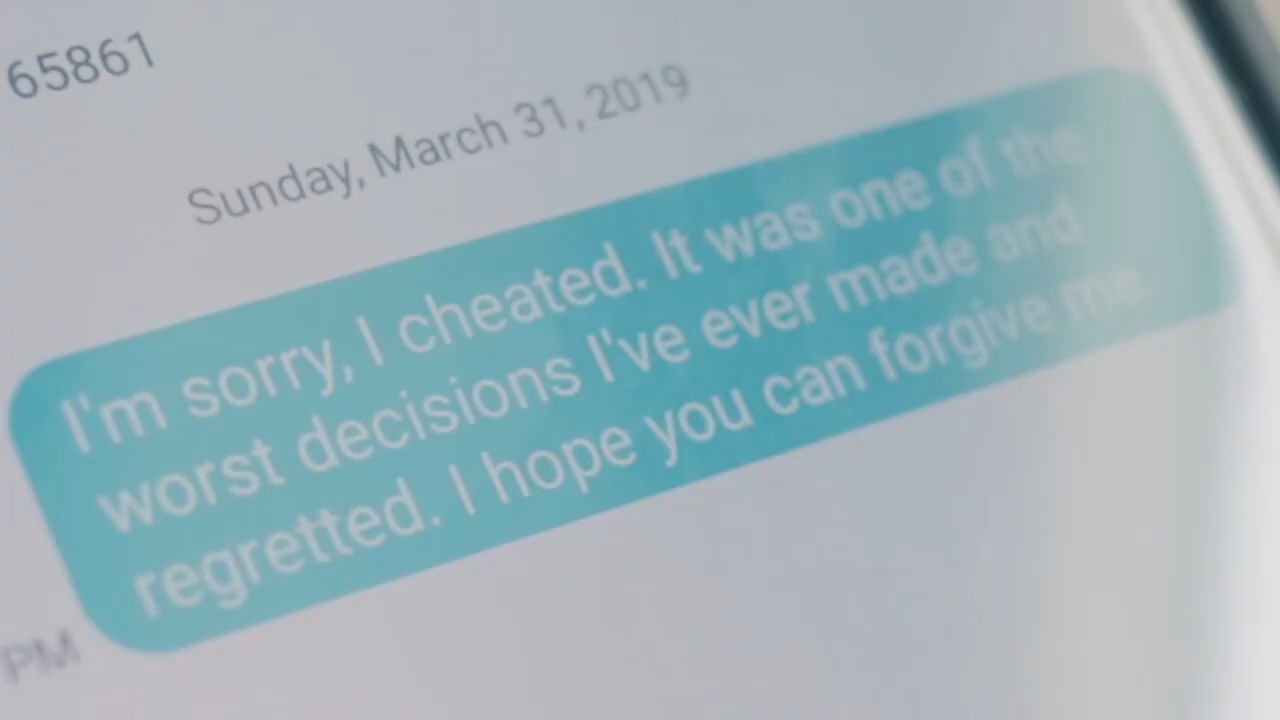 65861
Sunday, March 31, 2019
I'm sorry, I cheated. It was one of the
worst decisions I've ever made and
regretted. I hope you can forgive me
PM